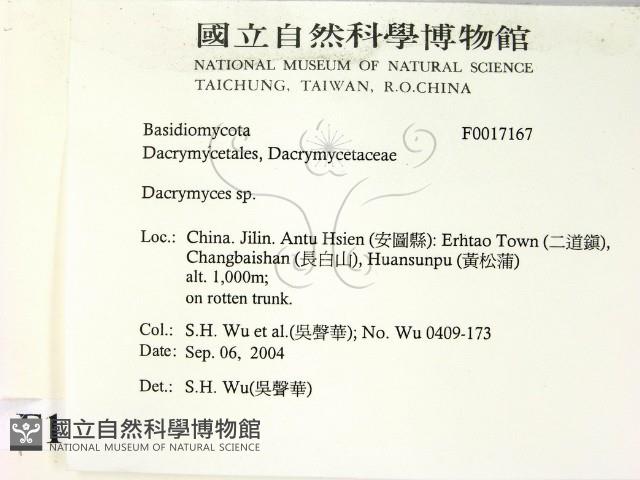 國立自然科學博物館
NATIONAL MUSEUM OF NATURAL SCIENCE
TAICHUNG, TAIWAN, R.O.CHINA
Basidiomycota F0017167
Dacrymycetales, Dacrymycetaceae
Dacrymyces sp.
Loc.: China. Jilin. Antu Hsien (安圖縣): Erhtao Town (二道鎮),
Changbaishan (長白山), Huansunpu (黃松蒲)
alt. 1,000m;
on rotten trunk.
Col.: S.H. Wu et al.(吳聲華); No. Wu 0409-173
Date: Sep. 06, 2004
Det.: S.H. Wu(吳聲華)
國立自然科學博物館
NATIONAL MUSEUM OF NATURAL SCIENCE